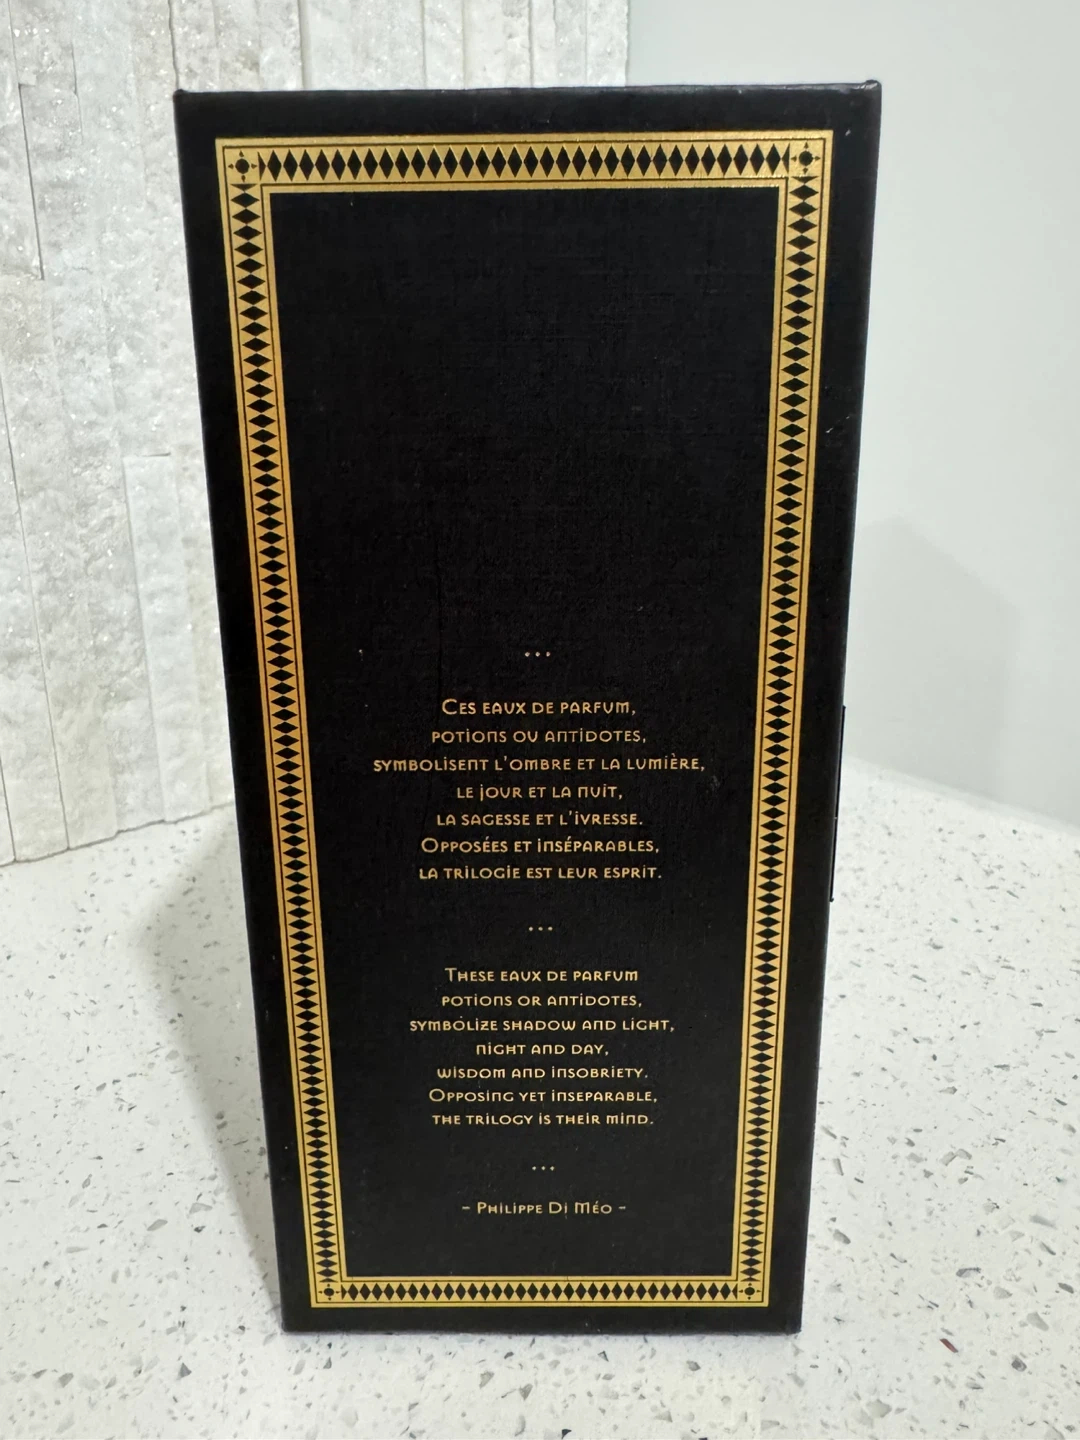 ...
Ces eaux de parfum,
potions ou antidotes,
symbolisent l'ombre et la lumière,
le jour et la nuit,
la sagesse et l'ivresse.
Opposées et inséparables,
la trilogie est leur esprit.
...
These eaux de parfum
potions or antidotes,
symbolize shadow and light,
night and day,
wisdom and insobriety.
Opposing yet inseparable,
the trilogy is their mind.
...
- Philippe Di Méo -